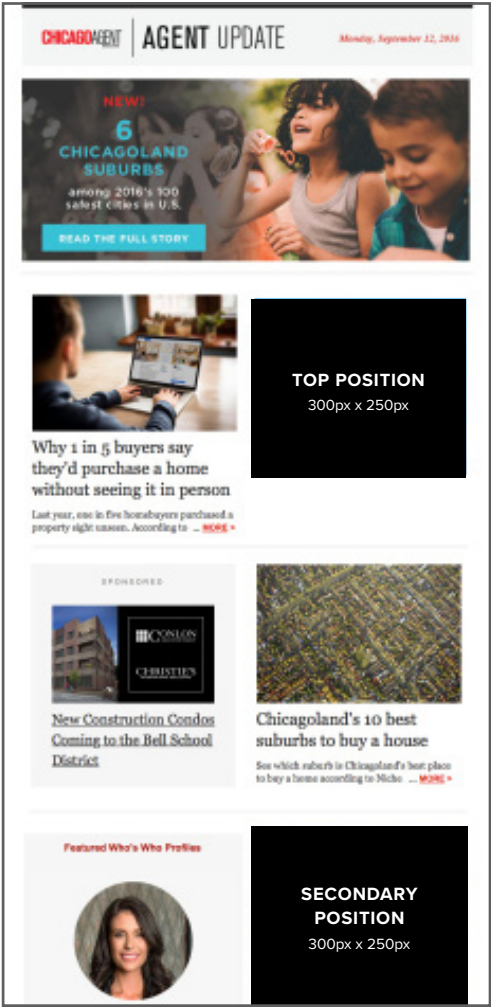 CHICAGOAGENT
AGENT UPDATE
Monday, September 12, 2016
NEW!
6
CHICAGOLAND
SUBURBS
among 2016's 100
safest cities in U.S.
READ THE FULL STORY
Why 1 in 5 buyers say
they'd purchase a home
without seeing it in person
Last year, one in five homebuyers purchased a
property sight unseen. According to ... MORE »
TOP POSITION
300px x 250px
SPONSORED
CONLON
CHRISTIE'S
New Construction Condos
Coming to the Bell School
District
Chicagoland's 10 best
suburbs to buy a house
See which suburb is Chicagoland's best place
to buy a home according to Niche ... MORE »
Featured Who's Who Profiles
SECONDARY
POSITION
300px x 250px